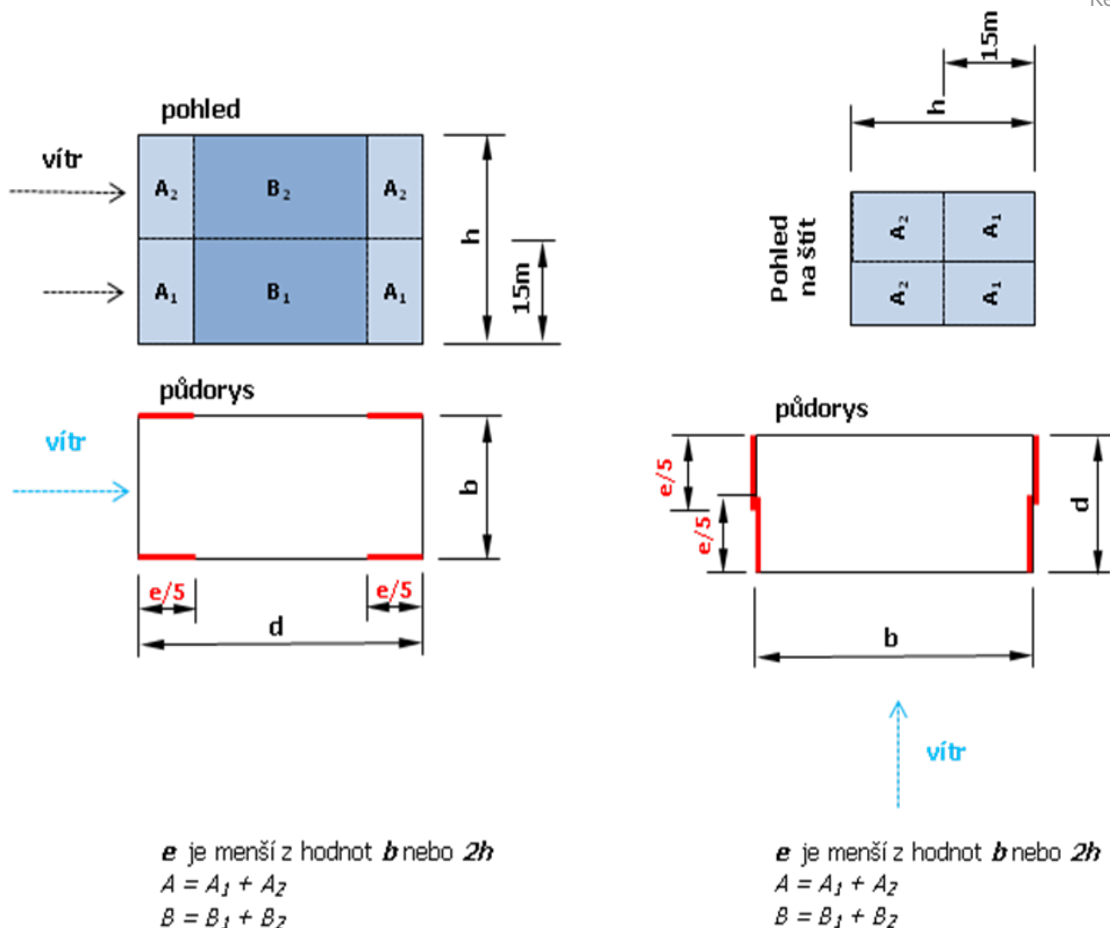 pohled
vítr
A₂ B₂ A₂
A₁ B₁ A₁
h
15m
půdorys
vítr
b
e/5 e/5
d
e je menší z hodnot b nebo 2h
A = A₁ + A₂
B = B₁ + B₂
15m
h
Pohled
na štít
A₂ A₁
A₂ A₁
půdorys
e/5
e/5
d
b
vítr
e je menší z hodnot b nebo 2h
A = A₁ + A₂
B = B₁ + B₂